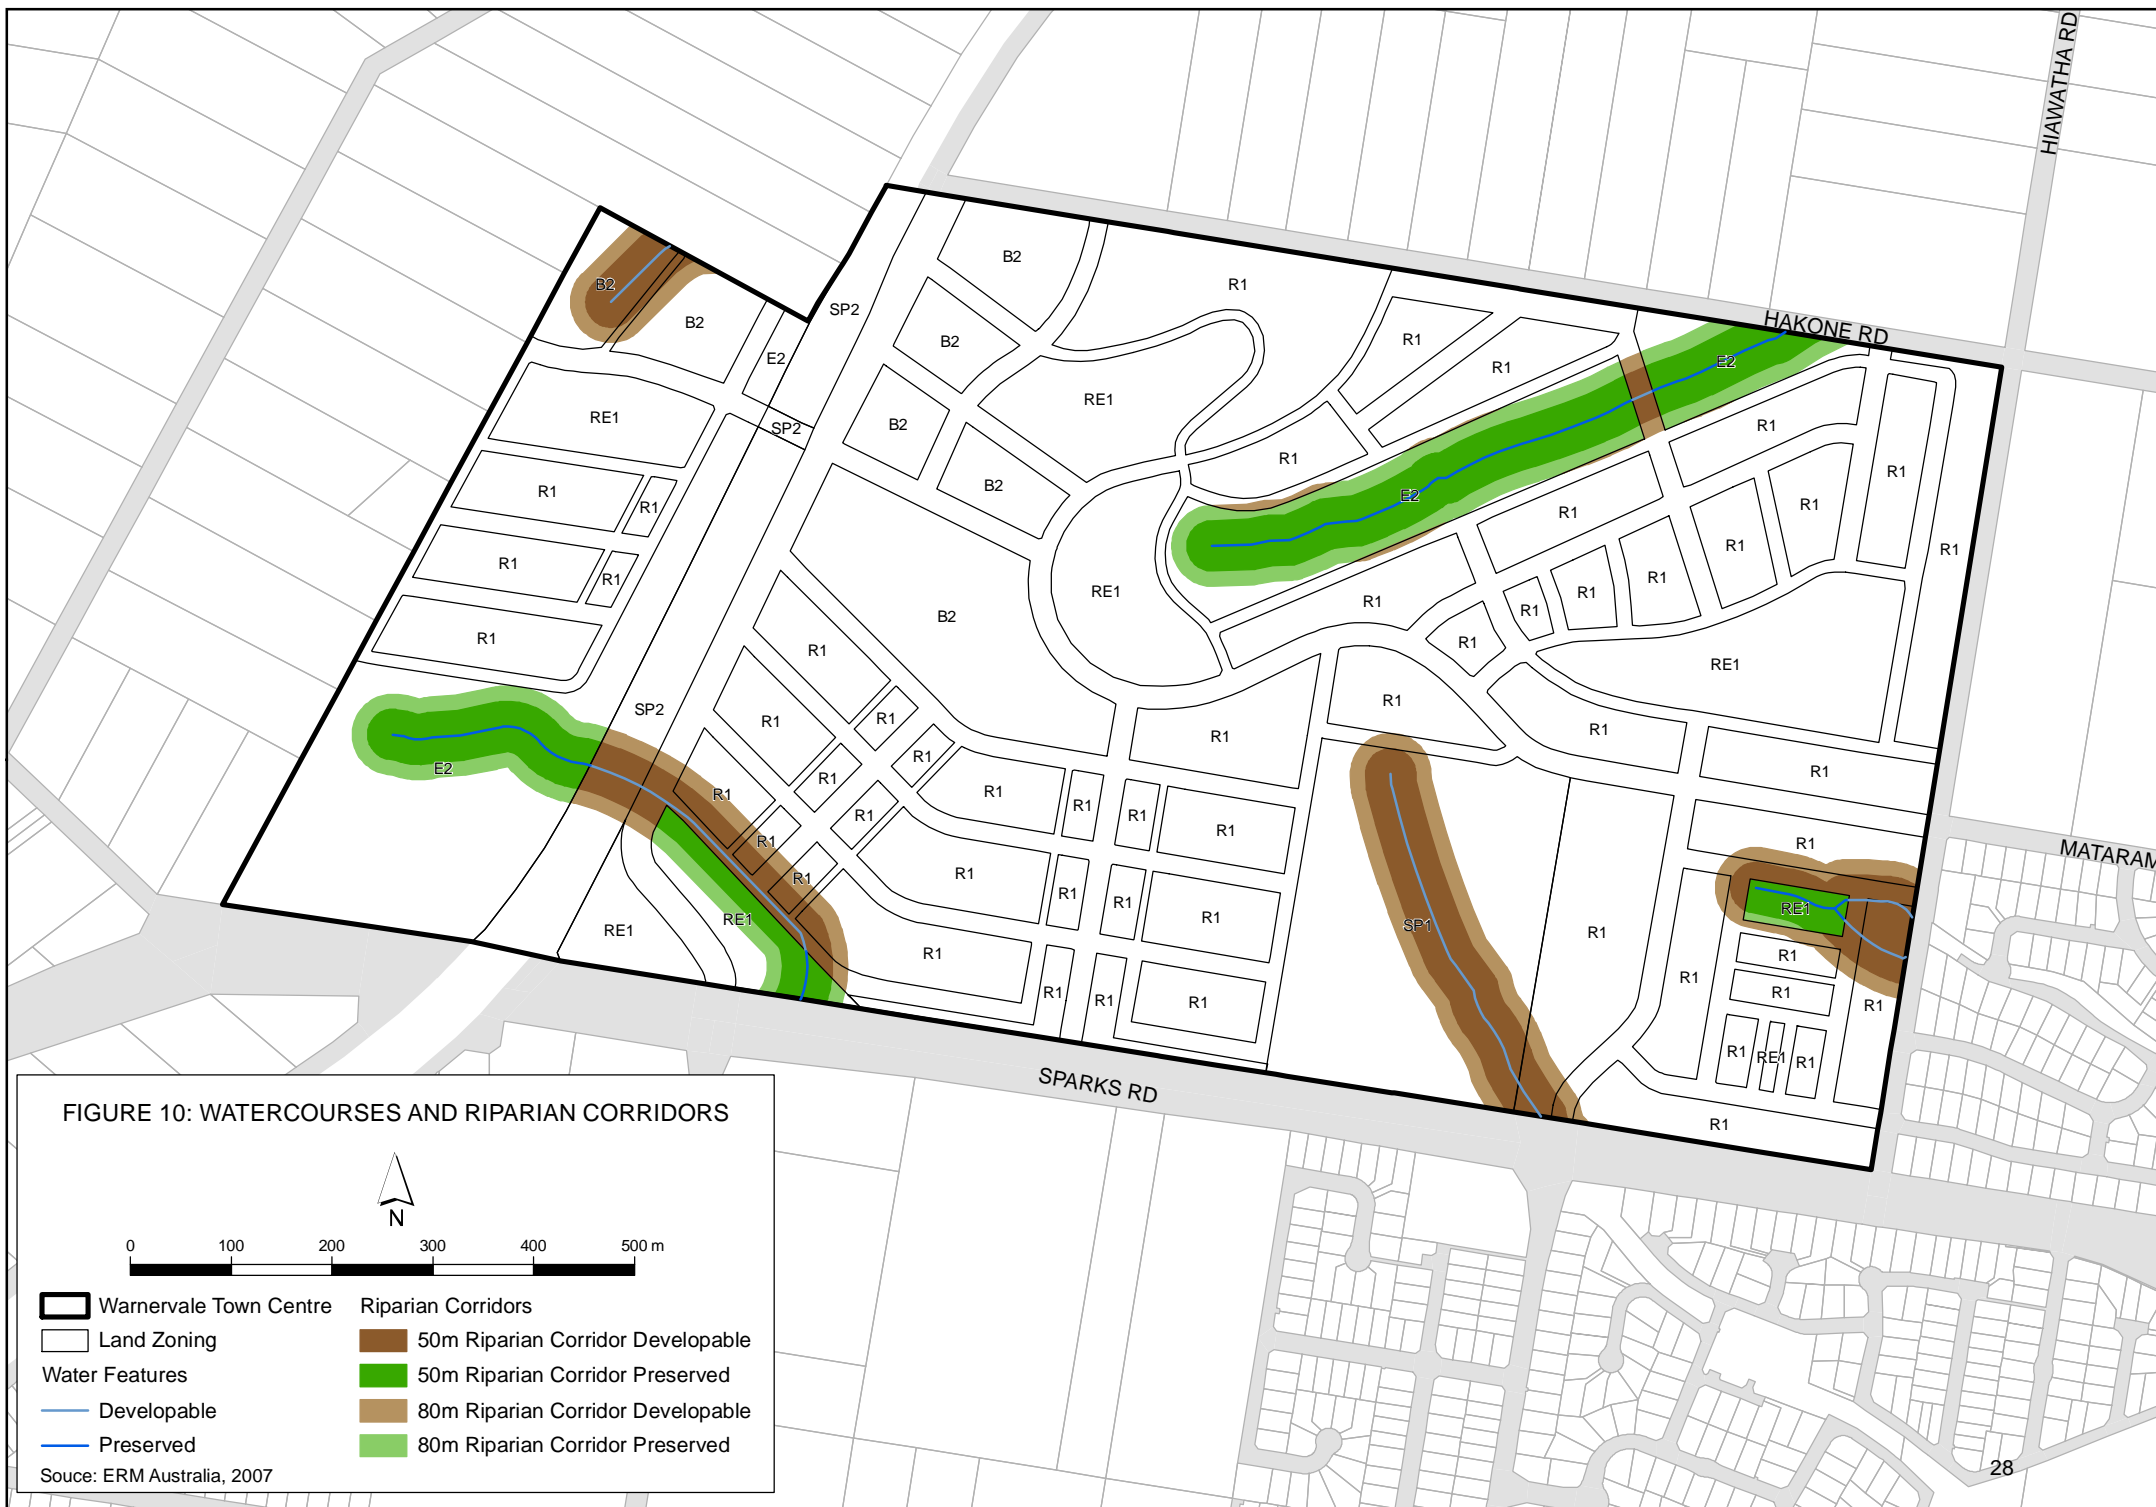 HIAWATHA RD
B2
R1
B2
SP2
HAKONE RD
B2
R1
B2
E2
E2
R1
RE1
RE1
B2
SP2
R1
R1
R1
B2
R1
R1
E2
R1
R1
R1
R1
R1
R1
R1
R1
R1
RE1
R1
R1
R1
B2
R1
R1
R1
RE1
SP2
R1
R1
R1
R1
R1
R1
E2
R1
R1
R1
R1
R1
R1
R1
R1
R1
R1
R1
MATARAM
R1
R1
R1
R1
RE1
RE1
RE1
R1
SP1
R1
R1
R1
R1
R1
R1
R1
R1
R1
R1
RE1
R1
R1
SPARKS RD
FIGURE 10: WATERCOURSES AND RIPARIAN CORRIDORS
N
0 100 200 300 400 500 m
Warnervale Town Centre
Land Zoning
Water Features
Developable
Preserved
Riparian Corridors
50m Riparian Corridor Developable
50m Riparian Corridor Preserved
80m Riparian Corridor Developable
80m Riparian Corridor Preserved
Souce: ERM Australia, 2007
28